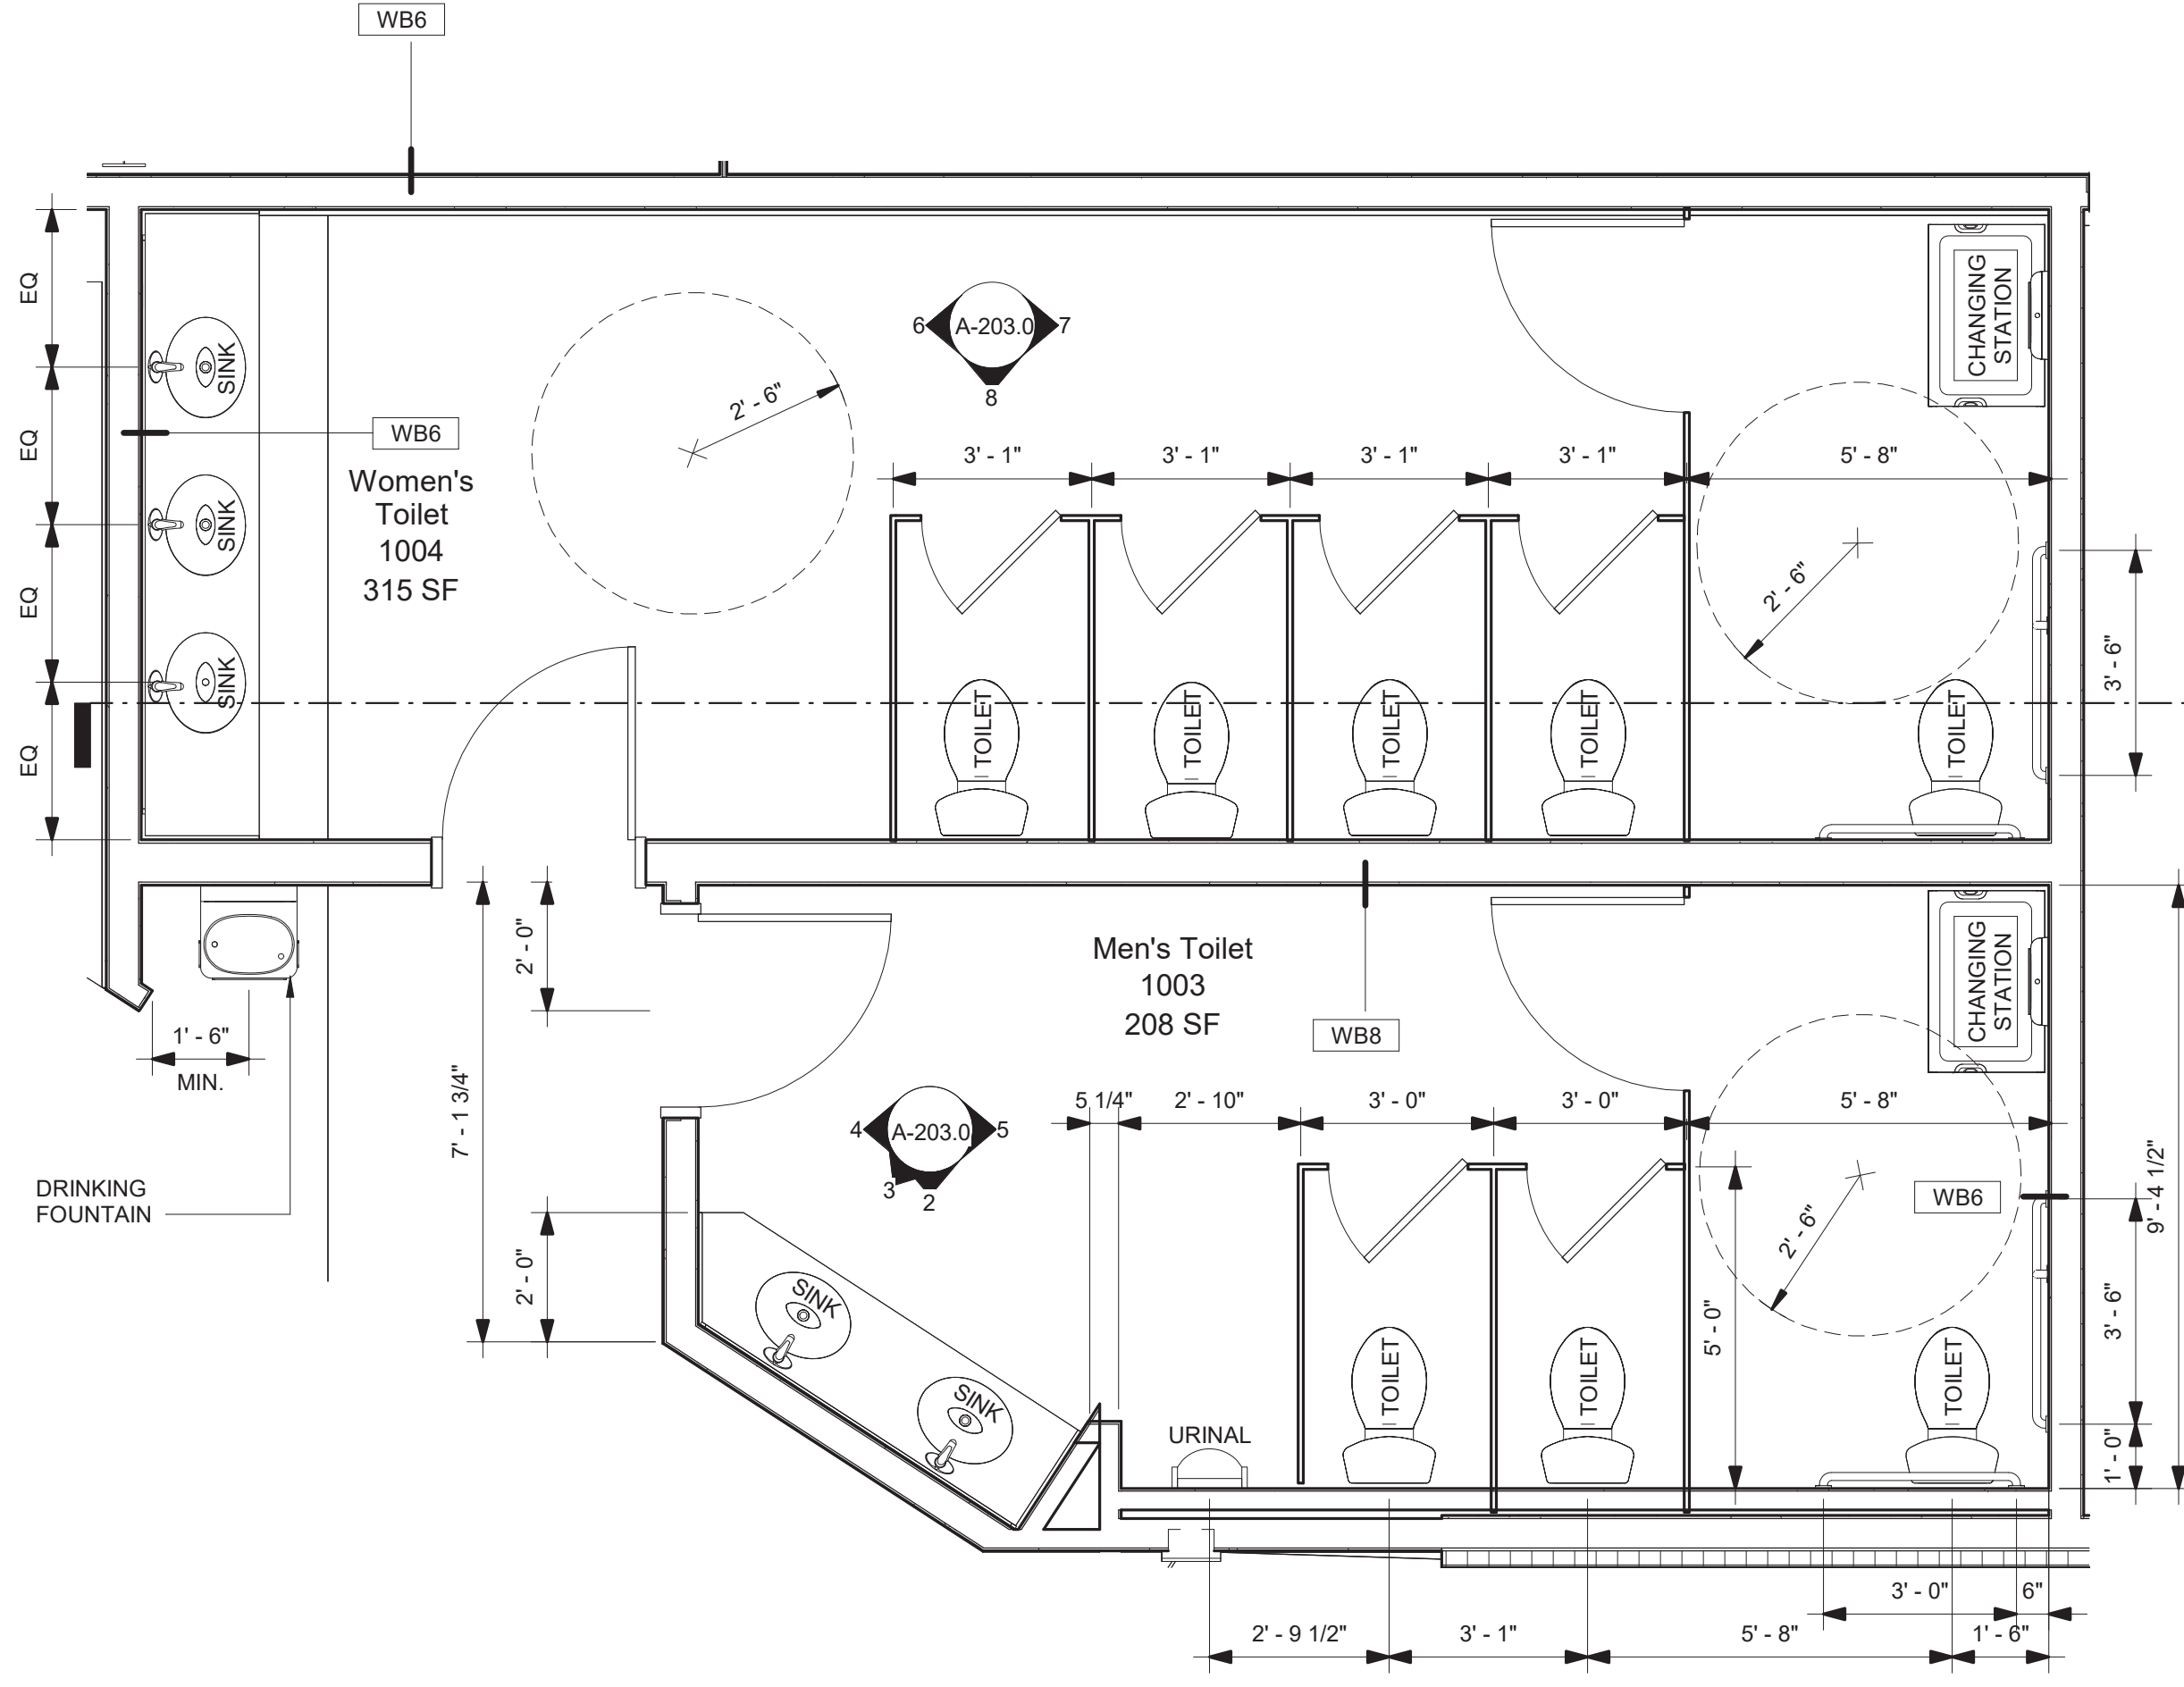 WB6
EQ
EQ
EQ
EQ
SINK
SINK
SINK
WB6
Women's
Toilet
1004
315 SF
2' - 6"
6 A-203.0 7
8
3' - 1" 3' - 1" 3' - 1" 3' - 1" 5' - 8"
CHANGING
STATION
2' - 6"
3' - 6"
TOILET TOILET TOILET TOILET TOILET
1' - 6"
MIN.
DRINKING
FOUNTAIN
7' - 1 3/4"
2' - 0"
2' - 0"
Men's Toilet
1003
208 SF
WB8
CHANGING
STATION
4 A-203.0 5
3
2
5 1/4" 2' - 10" 3' - 0" 3' - 0" 5' - 8"
WB6
2' - 6"
5' - 0"
9' - 4 1/2"
3' - 6"
1' - 0"
SINK
SINK
URINAL
TOILET TOILET TOILET
3' - 0" 6"
2' - 9 1/2" 3' - 1" 5' - 8" 1' - 6"